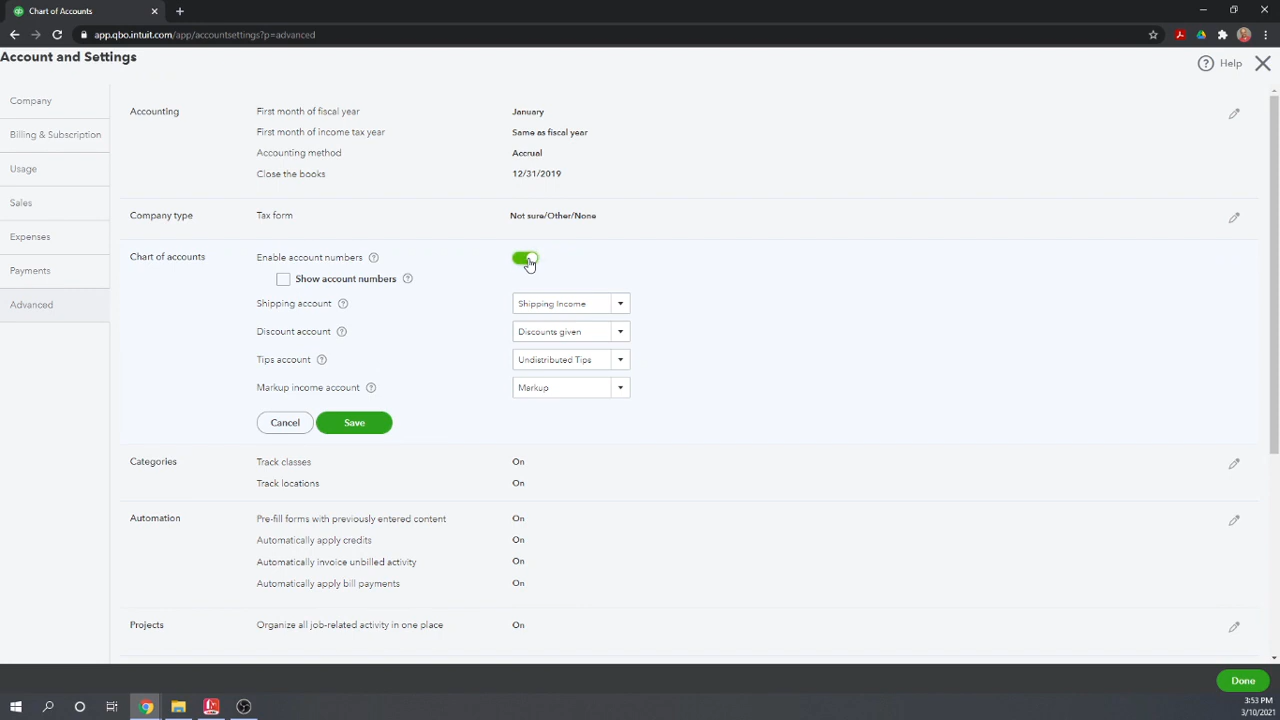 Chart of Accounts
app.qbo.intuit.com/app/accountsettings?p=advanced
Account and Settings
Help
Company
Billing & Subscription
Usage
Sales
Expenses
Payments
Advanced
Accounting
First month of fiscal year January
First month of income tax year Same as fiscal year
Accounting method Accrual
Close the books 12/31/2019
Company type Tax form Not sure/Other/None
Chart of accounts Enable account numbers
Show account numbers
Shipping account Shipping Income
Discount account Discounts given
Tips account Undistributed Tips
Markup income account Markup
Cancel Save
Categories Track classes On
Track locations On
Automation Pre-fill forms with previously entered content On
Automatically apply credits On
Automatically invoice unbilled activity On
Automatically apply bill payments On
Projects Organize all job-related activity in one place On
Done
3:53 PM
3/10/2021